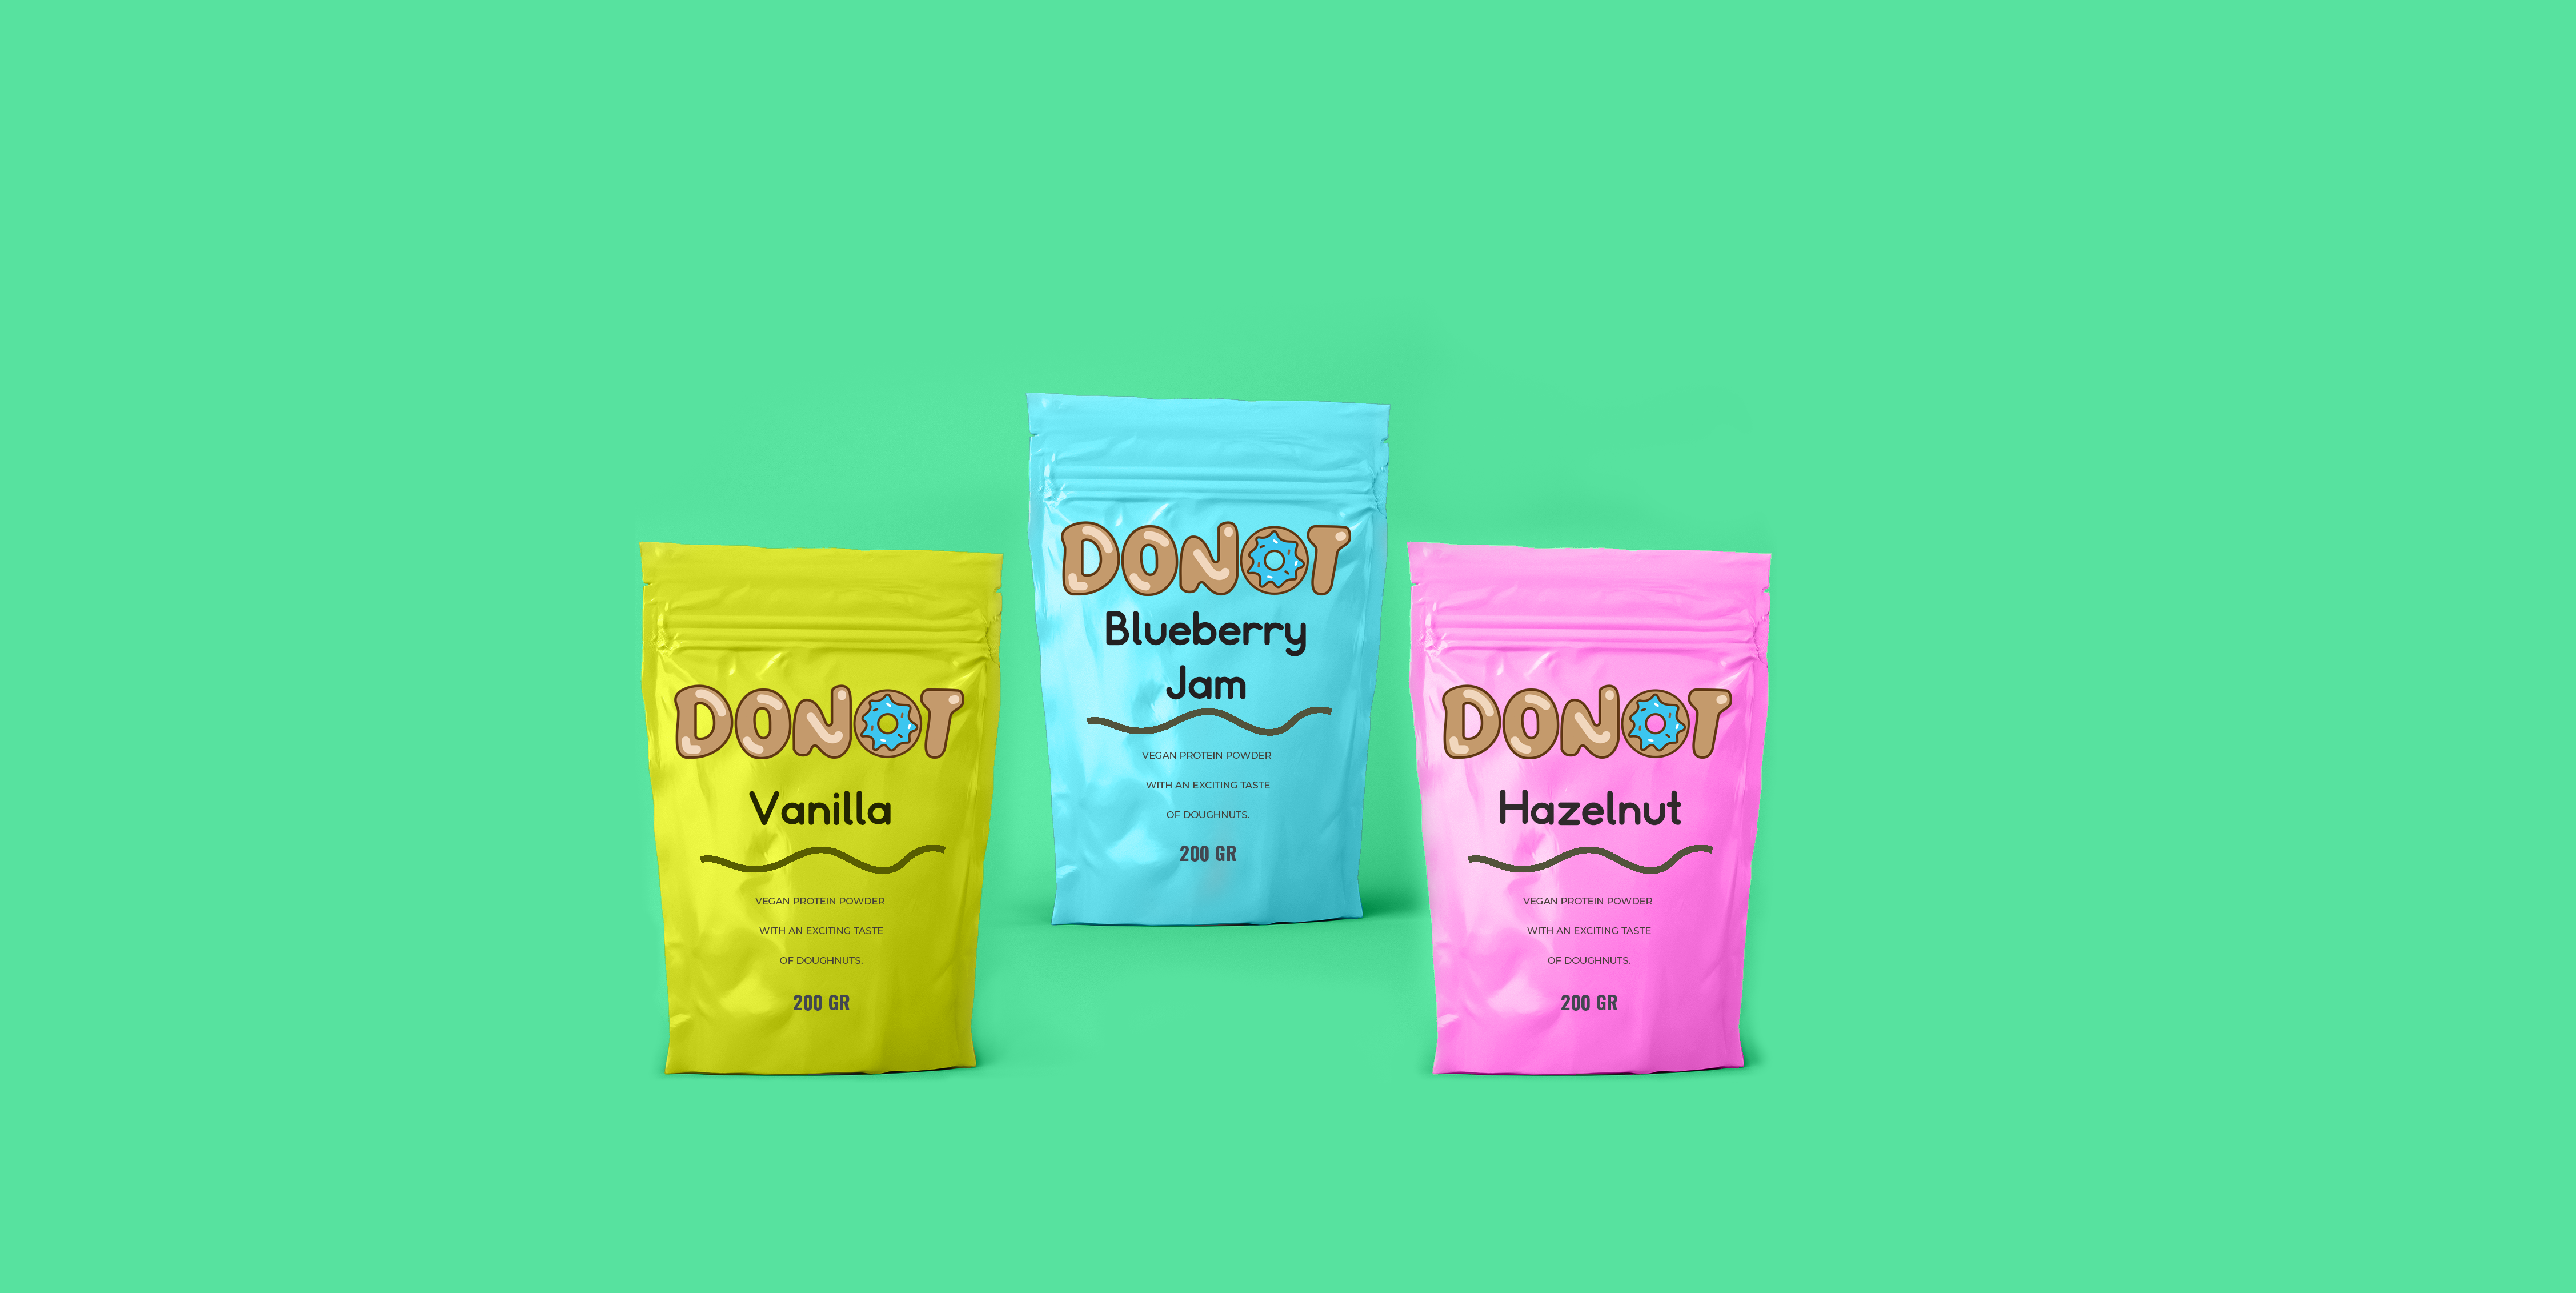 DONOT
Vanilla
VEGAN PROTEIN POWDER
WITH AN EXCITING TASTE
OF DOUGHNUTS.
200 GR
DONOT
Blueberry
Jam
VEGAN PROTEIN POWDER
WITH AN EXCITING TASTE
OF DOUGHNUTS.
200 GR
DONOT
Hazelnut
VEGAN PROTEIN POWDER
WITH AN EXCITING TASTE
OF DOUGHNUTS.
200 GR